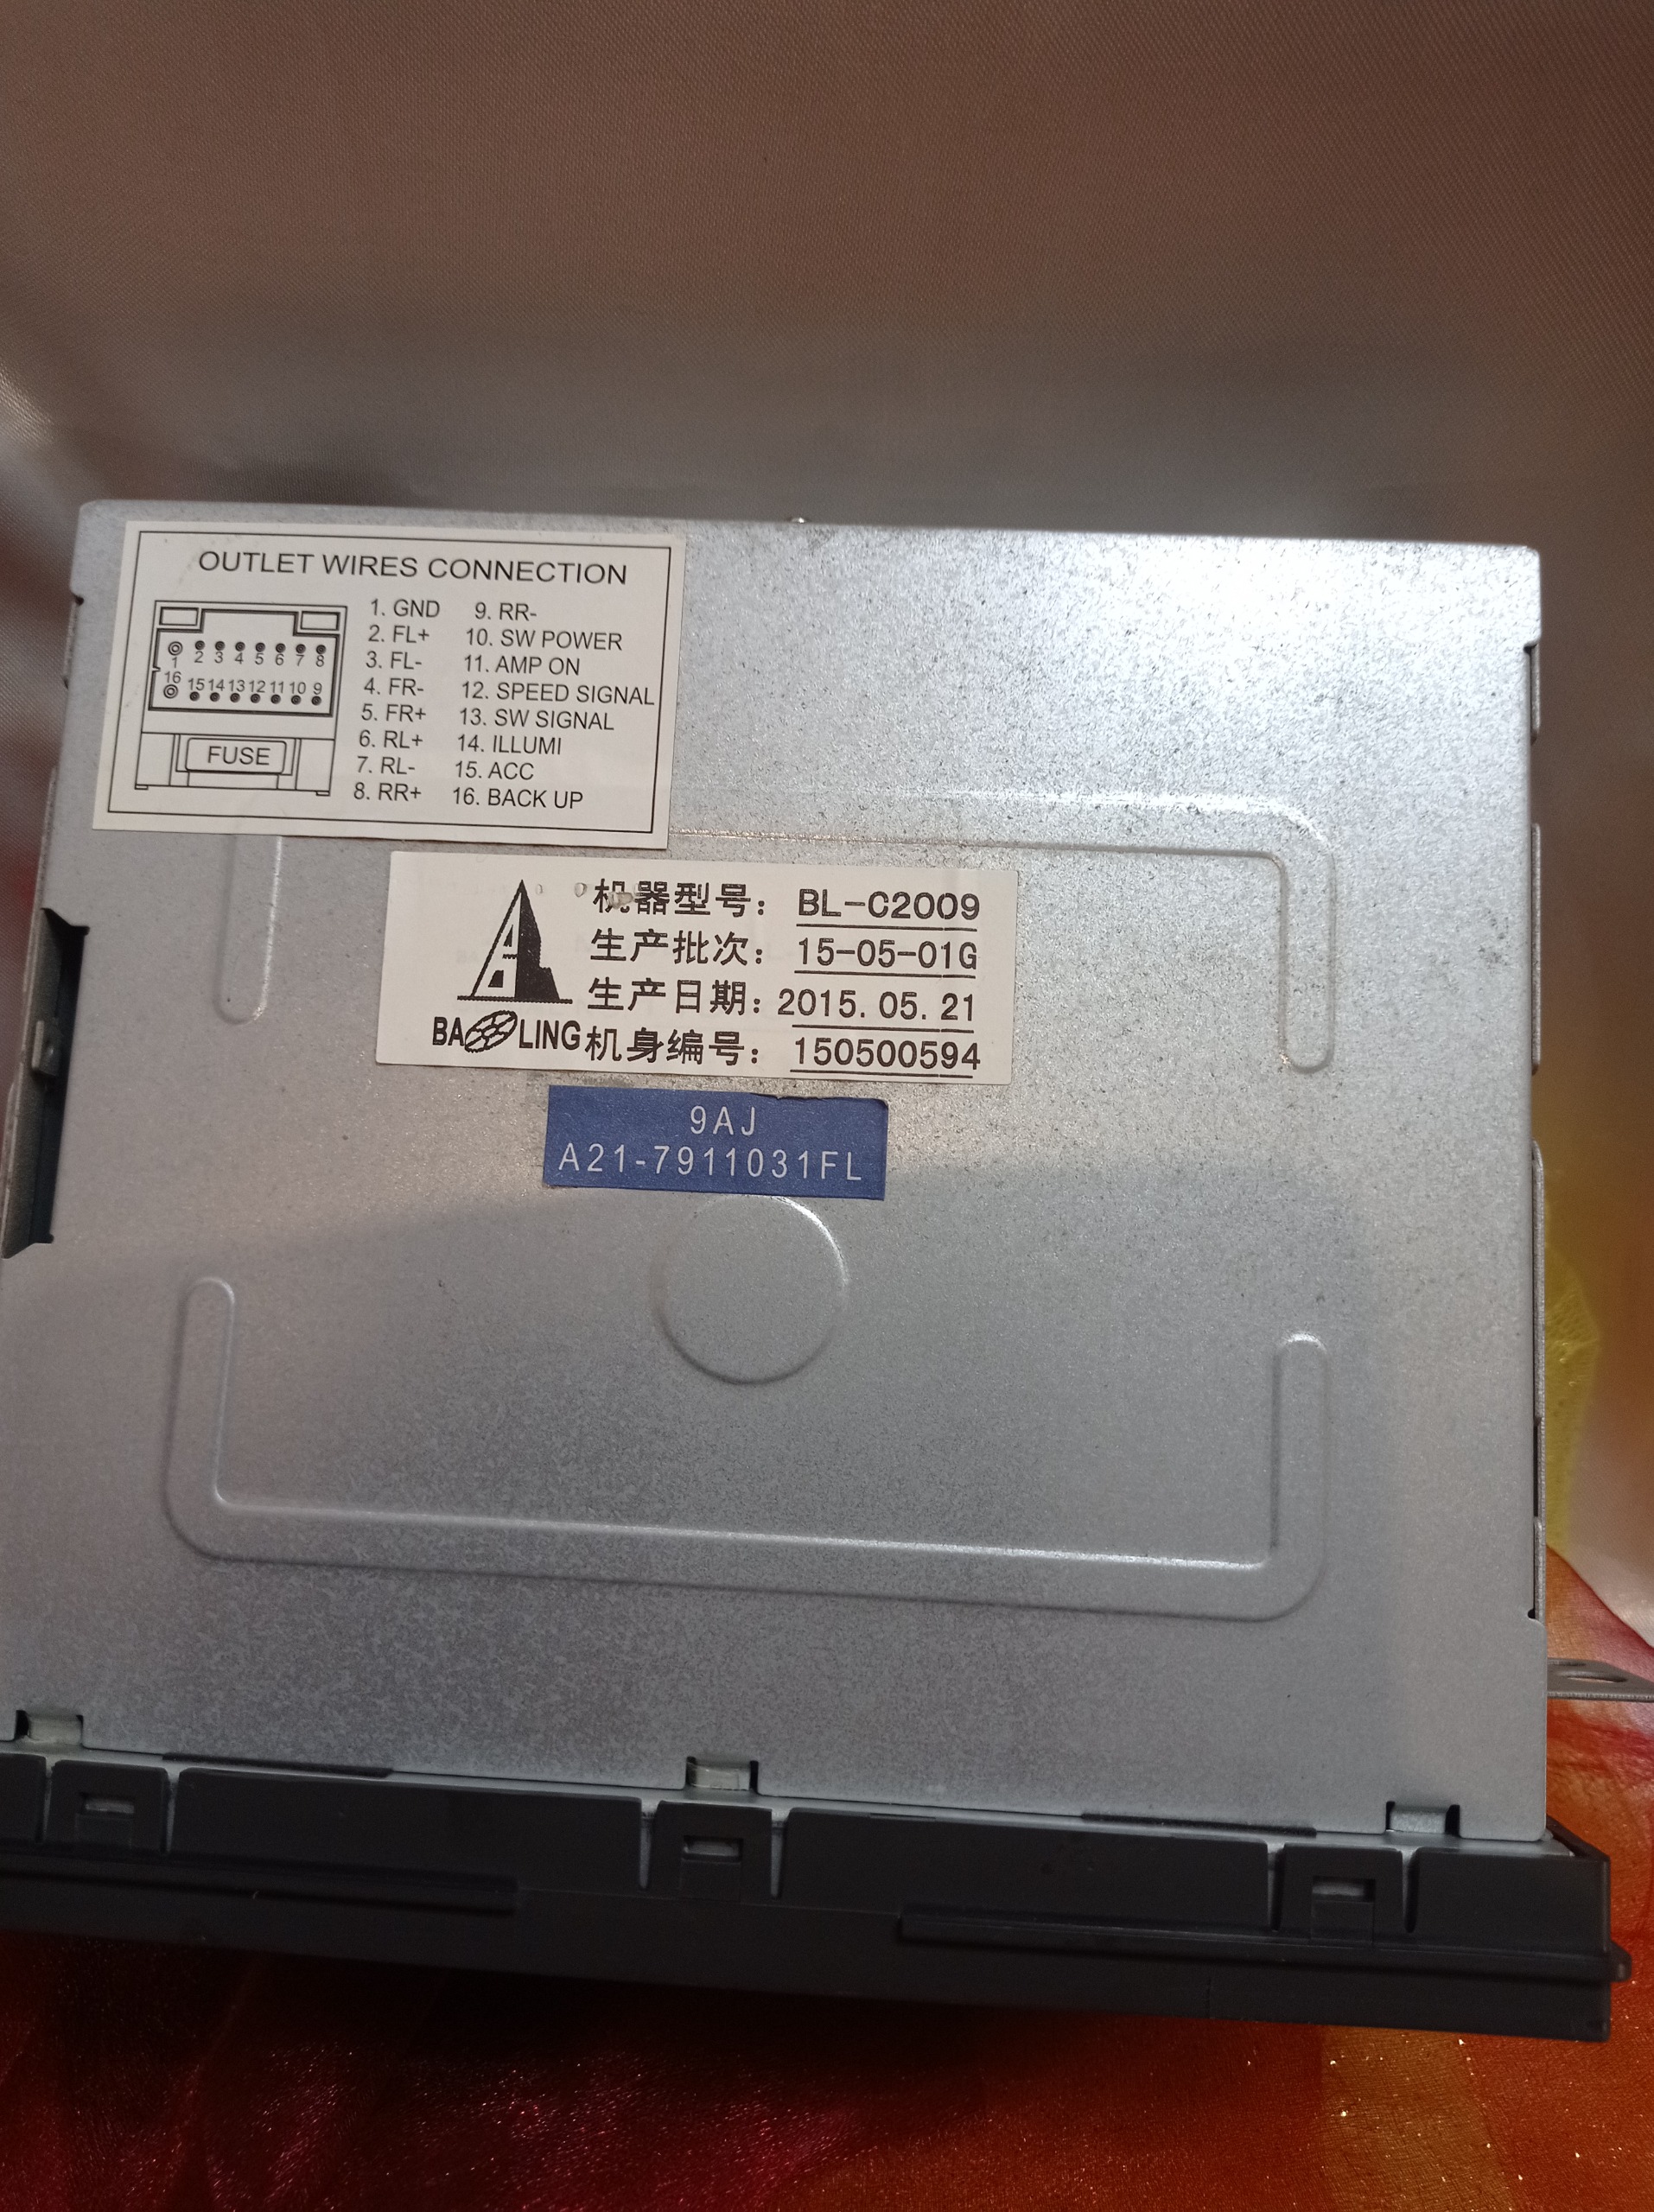 OUTLET WIRES CONNECTION
1 2 3 4 5 6 7 8
16 15 14 13 12 11 10 9
FUSE
1. GND 9. RR-
2. FL+ 10. SW POWER
3. FL- 11. AMP ON
4. FR- 12. SPEED SIGNAL
5. FR+ 13. SW SIGNAL
6. RL+ 14. ILLUMI
7. RL- 15. ACC
8. RR+ 16. BACK UP
机器型号: BL-C2009
生产批次: 15-05-01G
生产日期: 2015.05.21
机身编号: 150500594
BAOLING
9AJ
A21-7911031FL